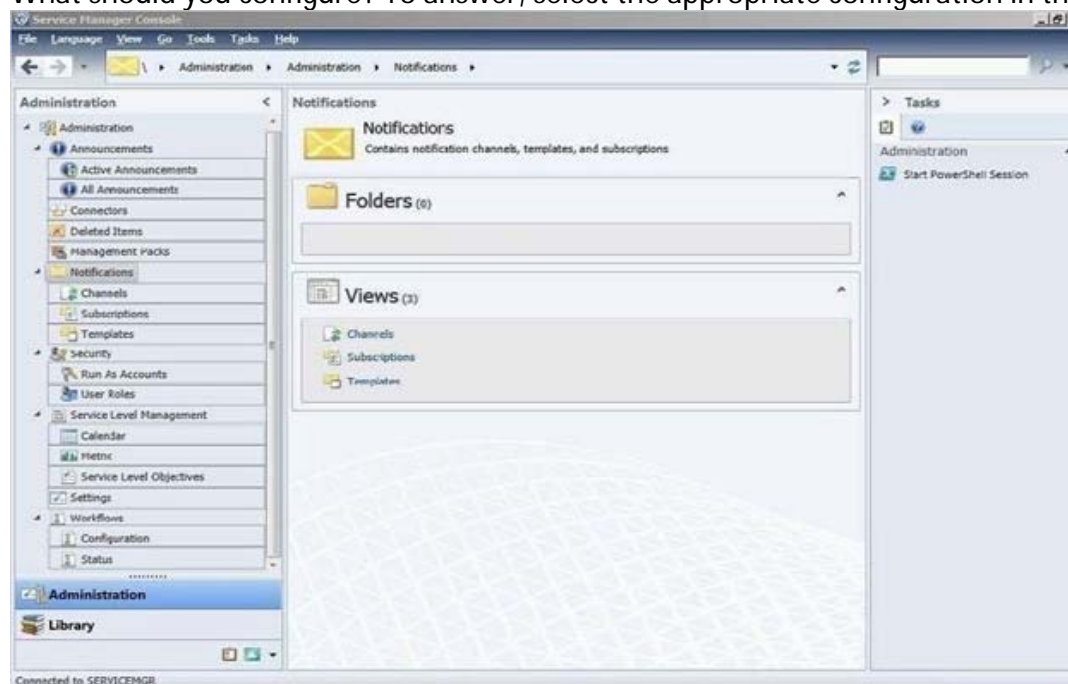 What should you configure? To answer, select the appropriate configuration in th
Service Manager Console
File Language View Go Tools Tasks Help
\ ▸ Administration ▸ Administration ▸ Notifications ▸
Administration <
Administration
Announcements
Active Announcements
All Announcements
Connectors
Deleted Items
Management Packs
Notifications
Channels
Subscriptions
Templates
Security
Run As Accounts
User Roles
Service Level Management
Calendar
Metric
Service Level Objectives
Settings
Workflows
Configuration
Status
Administration
Library
Notifications
Notifications
Contains notification channels, templates, and subscriptions
Folders (0)
Views (3)
Channels
Subscriptions
Templates
> Tasks
Administration
Start PowerShell Session
Connected to SERVICEMGR